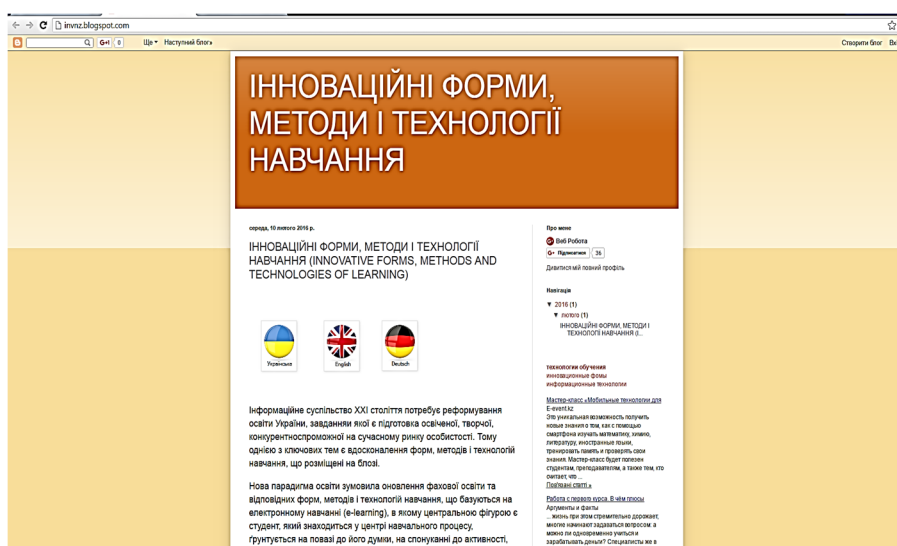 invnz.blogspot.com
G+1 0 Ще Наступний блог» Створити блог
ІННОВАЦІЙНІ ФОРМИ,
МЕТОДИ І ТЕХНОЛОГІЇ
НАВЧАННЯ
середа, 10 лютого 2016 р.
ІННОВАЦІЙНІ ФОРМИ, МЕТОДИ І ТЕХНОЛОГІЇ
НАВЧАННЯ (INNOVATIVE FORMS, METHODS AND
TECHNOLOGIES OF LEARNING)
Українська English Deutsch
Інформаційне суспільство XXI століття потребує реформування
освіти України, завданням якої є підготовка освіченої, творчої,
конкурентноспроможної на сучасному ринку особистості. Тому
однією з ключових тем є вдосконалення форм, методів і технологій
навчання, що розміщені на блозі.
Нова парадигма освіти зумовила оновлення фахової освіти та
відповідних форм, методів і технологій навчання, що базуються на
електронному навчанні (e-learning), в якому центральною фігурою є
студент, який знаходиться у центрі навчального процесу,
ґрунтується на повазі до його думки, на спонуканні до активності,
Про мене
Веб Робота
G+ Підписатися 36
Дивитися мій повний профіль
Навігація
▼ 2016 (1)
▼ лютого (1)
ІННОВАЦІЙНІ ФОРМИ, МЕТОДИ І
ТЕХНОЛОГІЇ НАВЧАННЯ (I...
технологии обучения
инновационные фомы
информационные технологии
Мастер-класс «Мобильные технологии для
E-event.kz
Это уникальная возможность получить
новые знания о том, как с помощью
смартфона изучать математику, химию,
литературу, иностранные языки,
тренировать память и проверять свои
знания. Мастер-класс будет полезен
студентам, преподавателям, а также тем, кто
считает, что ...
Пов'язані статті »
Работа с первого курса. В чём плюсы
Аргументы и факты
... жизнь при этом стремительно дорожает,
многие начинают задаваться вопросом: а
можно ли одновременно учиться и
зарабатывать деньги? Специалисты же в